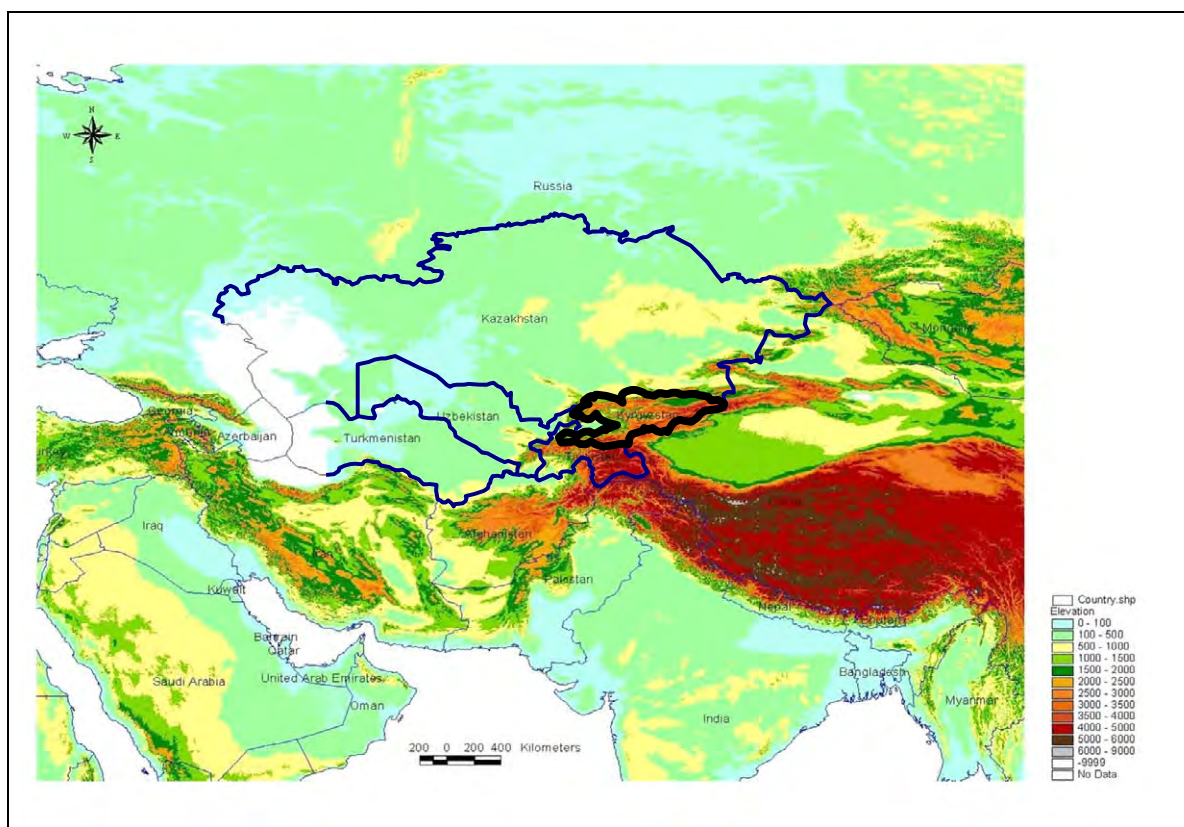 N
W E
S
Russia
Kazakhstan
Mongolia
Georgia
Kyrgyzstan
Uzbekistan
Azerbaijan
Turkmenistan
Iraq
Afghanistan
Iran
Pakistan
Kuwait
Nepal
Bhutan
Bahrain
Qatar
Bangladesh
Saudi Arabia
United Arab Emirates
Oman
Myanmar
India
200 0 200 400 Kilometers
Country.shp
Elevation
0 - 100
100 - 500
500 - 1000
1000 - 1500
1500 - 2000
2000 - 2500
2500 - 3000
3000 - 3500
3500 - 4000
4000 - 5000
5000 - 6000
6000 - 9000
-9999
No Data